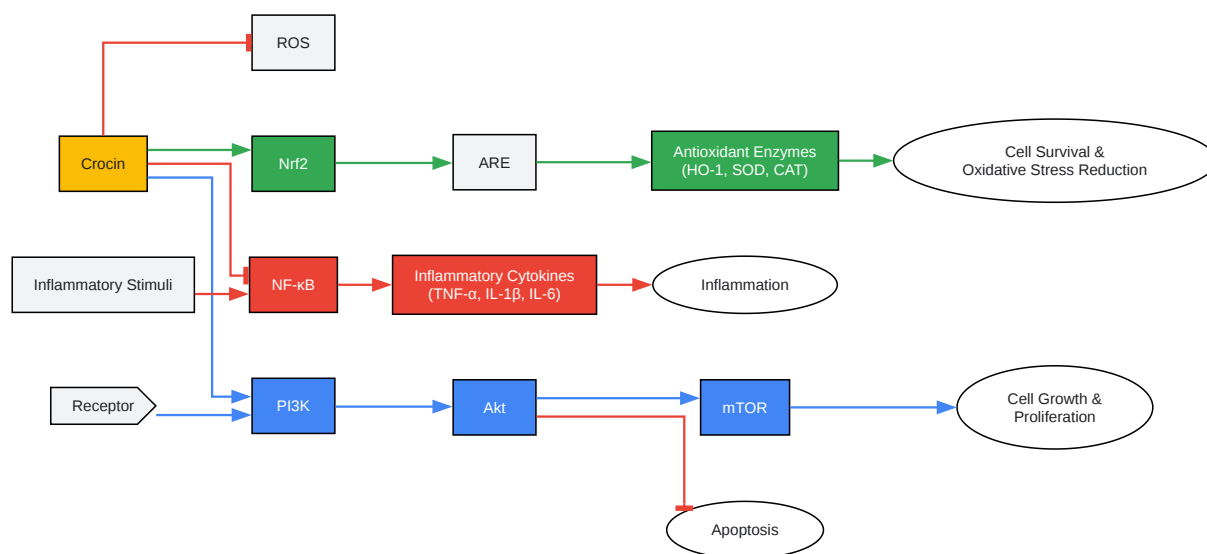 ROS
Crocin
Nrf2
ARE
Antioxidant Enzymes
(HO-1, SOD, CAT)
Cell Survival &
Oxidative Stress Reduction
Inflammatory Stimuli
NF-κB
Inflammatory Cytokines
(TNF-α, IL-1β, IL-6)
Inflammation
Receptor
PI3K
Akt
mTOR
Cell Growth &
Proliferation
Apoptosis